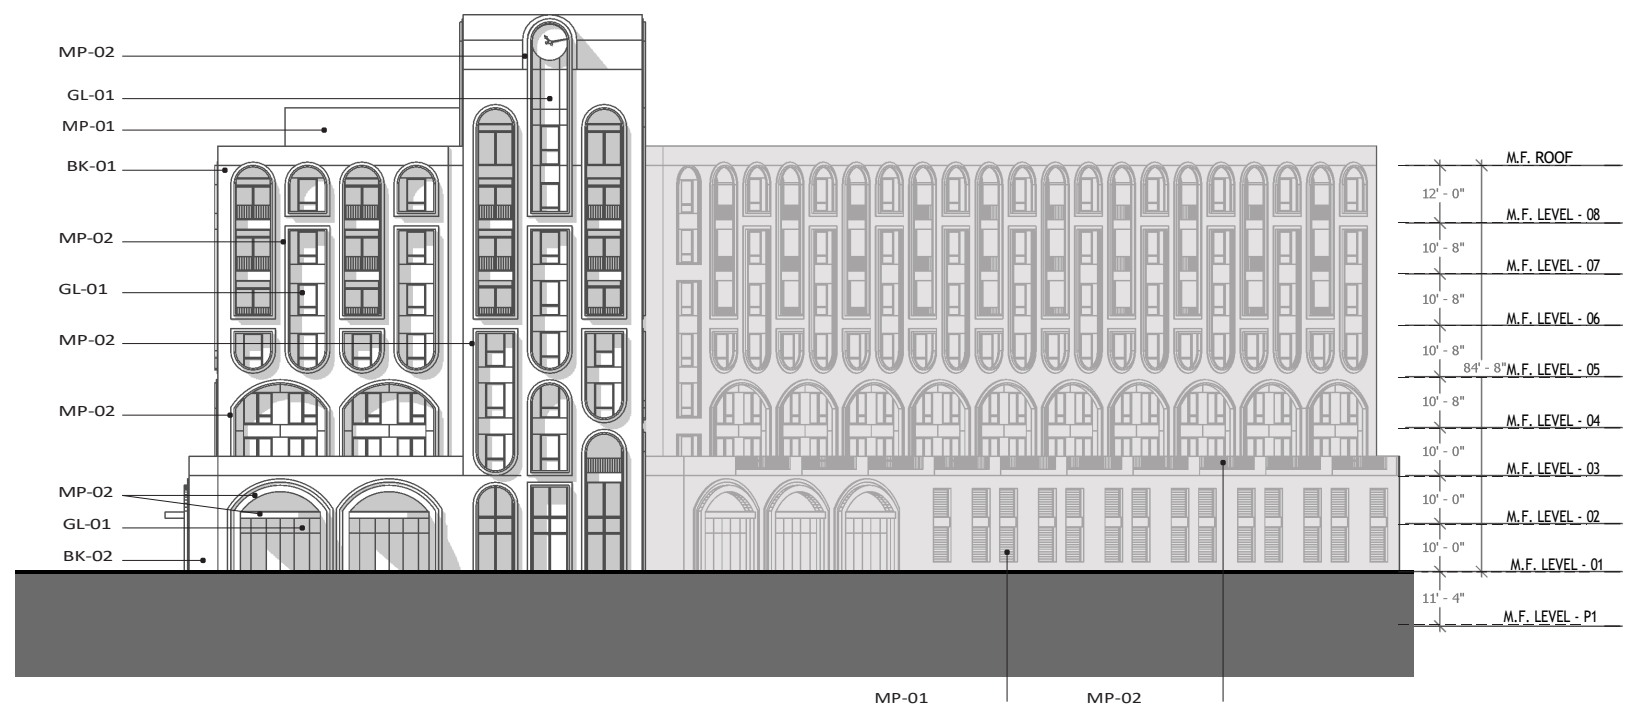 MP-02
GL-01
MP-01
BK-01
MP-02
GL-01
MP-02
MP-02
MP-02
GL-01
BK-02
M.F. ROOF
12' - 0"
M.F. LEVEL - 08
10' - 8"
M.F. LEVEL - 07
10' - 8"
M.F. LEVEL - 06
10' - 8"
84' - 8"
M.F. LEVEL - 05
10' - 8"
M.F. LEVEL - 04
10' - 0"
M.F. LEVEL - 03
10' - 0"
M.F. LEVEL - 02
10' - 0"
M.F. LEVEL - 01
11' - 4"
M.F. LEVEL - P1
MP-01 MP-02